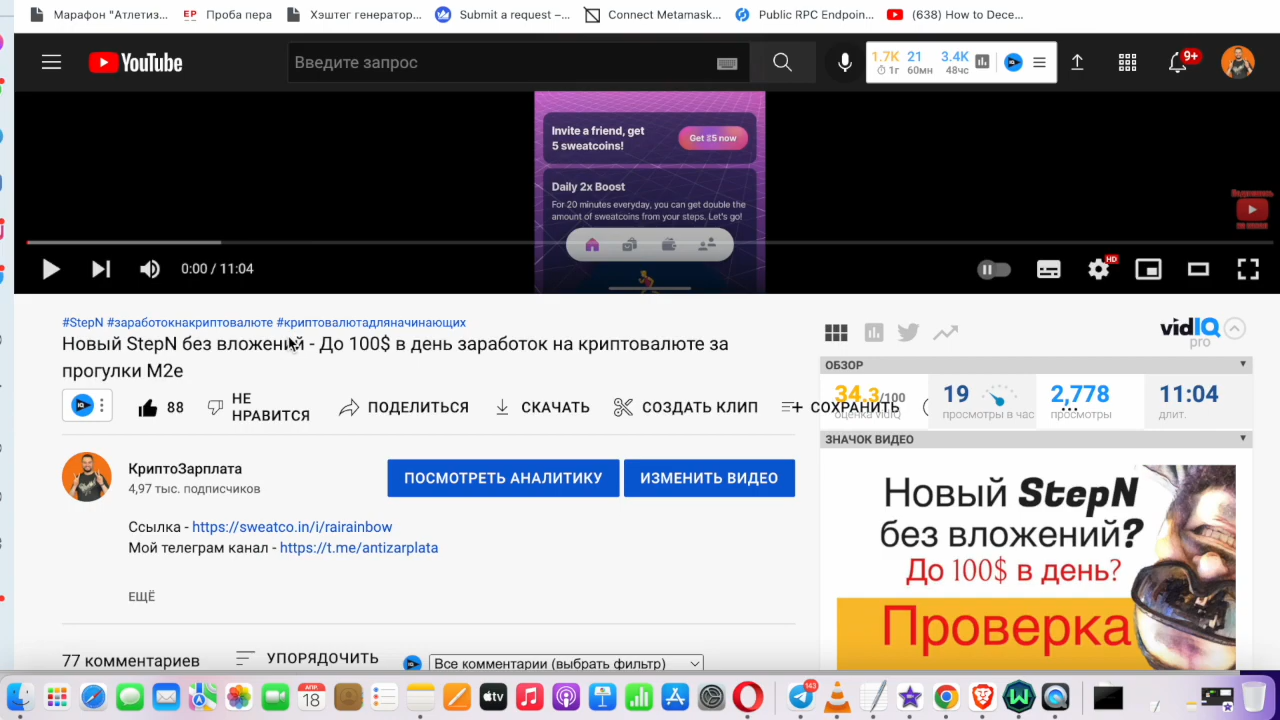 Марафон "Атлетиз...
EP Проба пера
Хэштег генератор...
Submit a request –...
Connect Metamask...
Public RPC Endpoin...
(638) How to Dece...
YouTube
Введите запрос
1.7K 21 3.4K
1г 60мн 48чс
9+
Invite a friend, get
5 sweatcoins!
Daily 2x Boost
For 20 minutes everyday, you can get double the
amount of sweatcoins from your steps. Let's go!
0:00 / 11:04
HD
#StepN #заработокнакриптовалюте #криптовалютадляначинающих
Новый StepN без вложений - До 100$ в день заработок на криптовалюте за
прогулки M2e
88
НЕ
НРАВИТСЯ
ПОДЕЛИТЬСЯ
СКАЧАТЬ
СОЗДАТЬ КЛИП
СОХРАНИТЬ
КриптоЗарплата
4,97 тыс. подписчиков
ПОСМОТРЕТЬ АНАЛИТИКУ
ИЗМЕНИТЬ ВИДЕО
Ссылка - https://sweatco.in/i/rairainbow
Мой телеграм канал - https://t.me/antizarplata
ЕЩЁ
77 комментариев
УПОРЯДОЧИТЬ
Все комментарии (выбрать фильтр)
vidIQ
pro
ОБЗОР
34.3/100
оценка vidIQ
19
просмотры в час
2,778
просмотры
11:04
длит.
ЗНАЧОК ВИДЕО
Новый StepN
без вложений?
До 100$ в день?
Проверка
АПР
18
tv
143